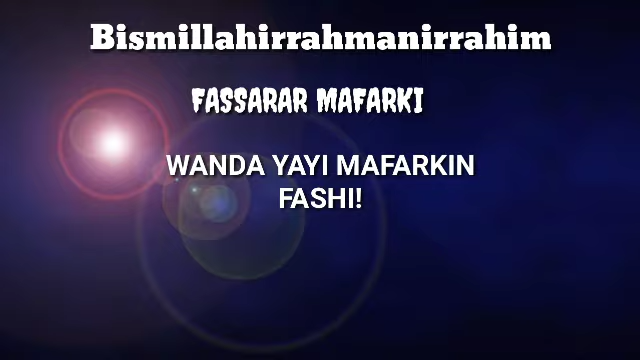 Bismillahirrahmanirrahim
FASSARAR MAFARKI
WANDA YAYI MAFARKIN
FASHI!